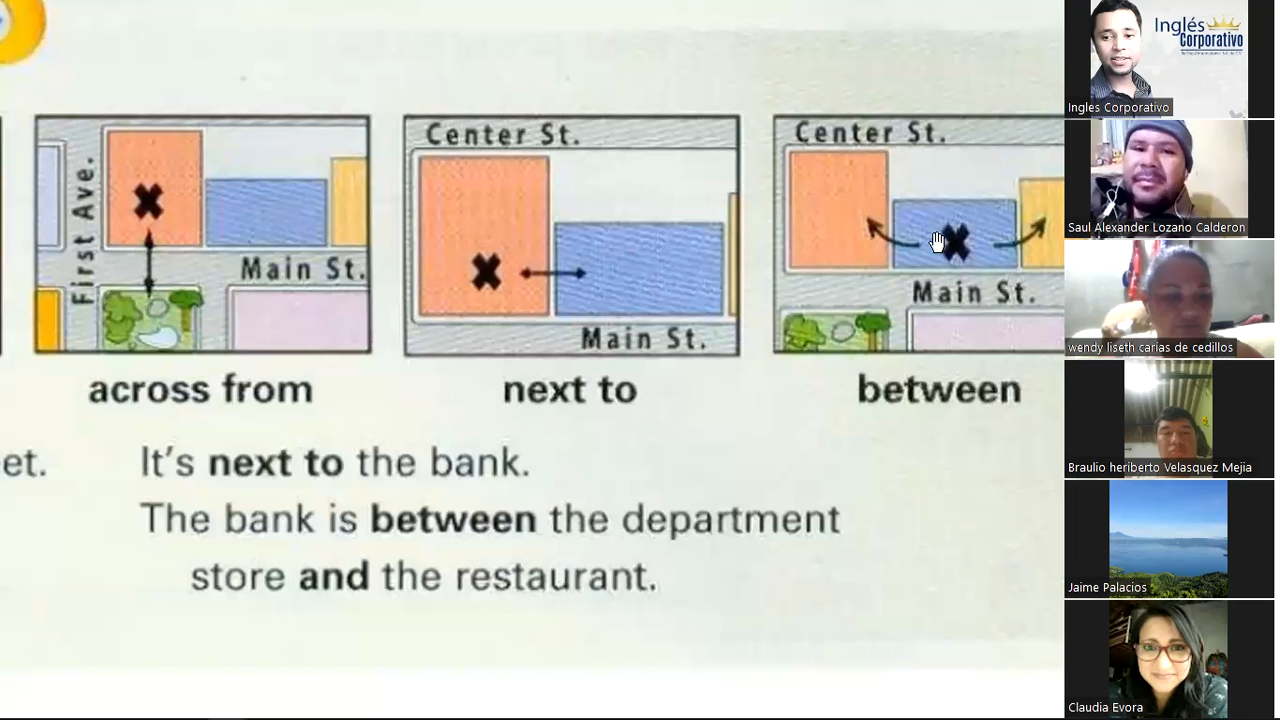 First Ave.
Main St.
across from
Center St.
Main St.
next to
Center St.
Main St.
between
et.
It's next to the bank.
The bank is between the department
store and the restaurant.
Inglés
Corporativo
Ingles Corporativo
Saul Alexander Lozano Calderon
wendy liseth carias de cedillos
Braulio heriberto Velasquez Mejia
Jaime Palacios
Claudia Evora